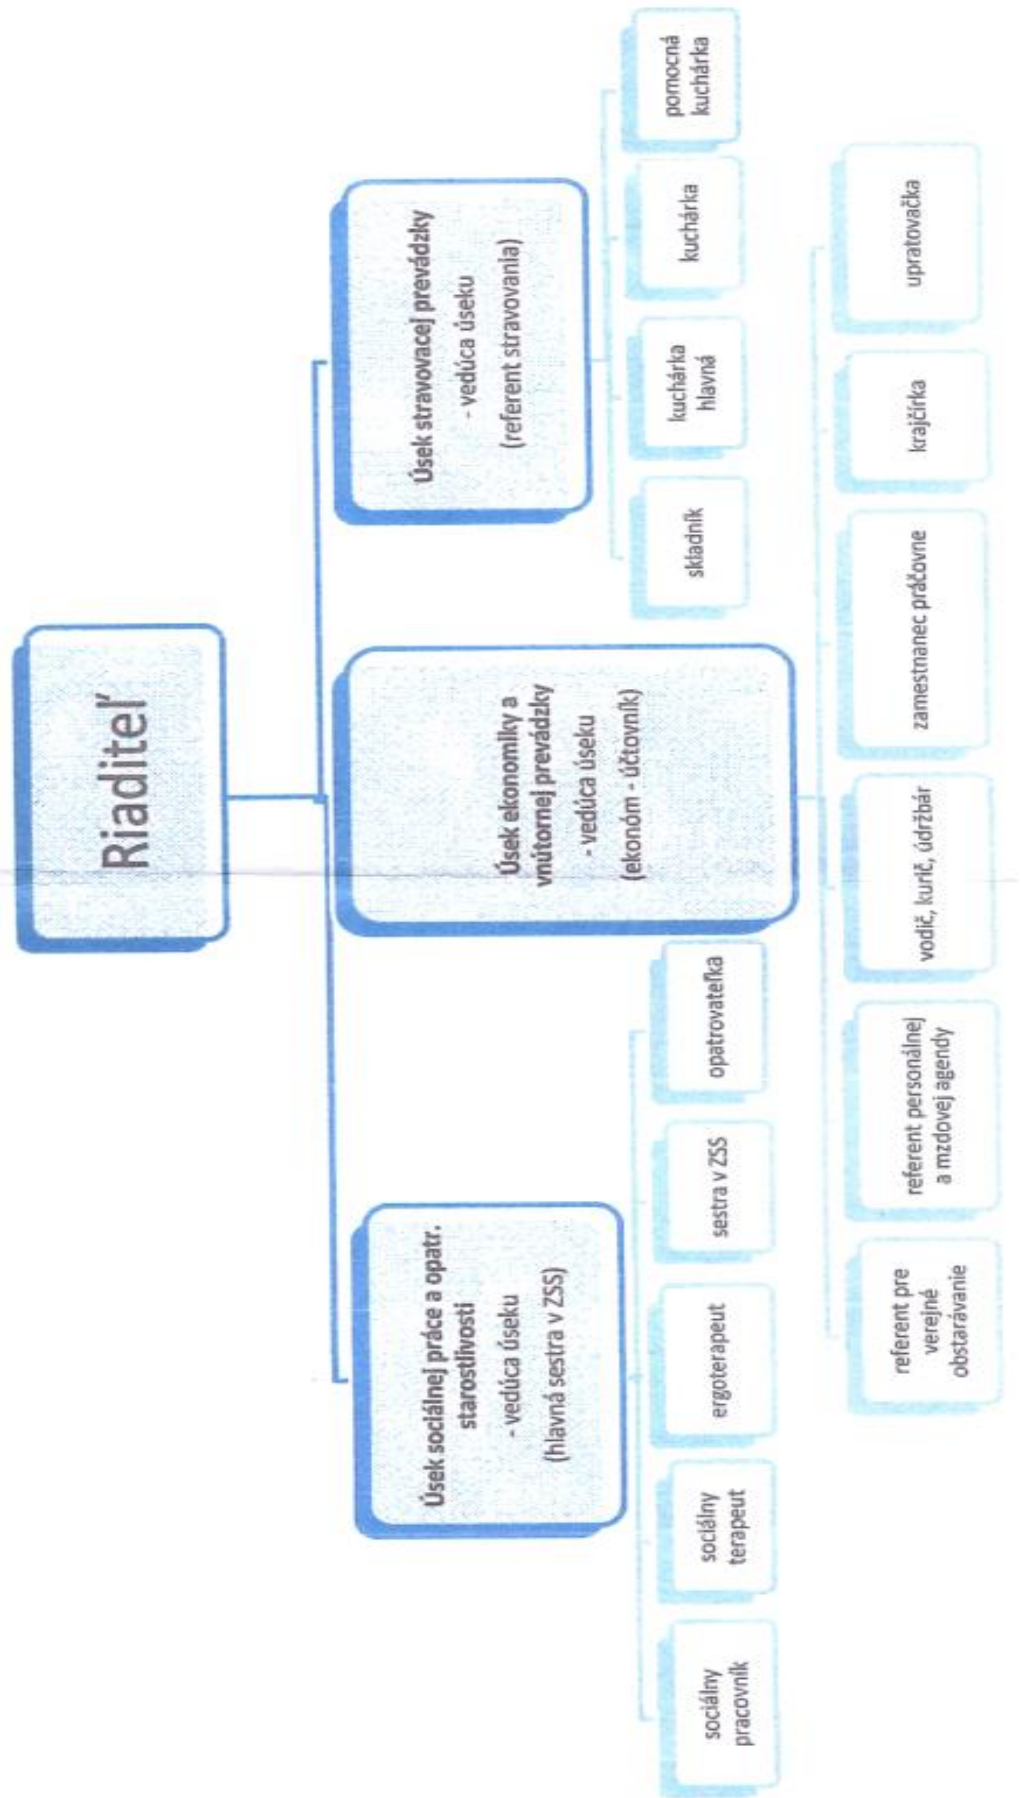 Riaditeľ
Úsek sociálnej práce a opatr.
starostlivosti
- vedúca úseku
(hlavná sestra v ZSS)
Úsek ekonomiky a
vnútornej prevádzky
- vedúca úseku
(ekonóm - účtovník)
Úsek stravovacej prevádzky
- vedúca úseku
(referent stravovania)
sociálny
pracovník
sociálny
terapeut
ergoterapeut
sestra v ZSS
opatrovateľka
skladník
kuchárka
hlavná
kuchárka
pomocná
kuchárka
referent pre
verejné
obstarávanie
referent personálnej
a mzdovej agendy
vodič, kurič, údržbár
zamestnanec práčovne
krajčírka
upratovačka